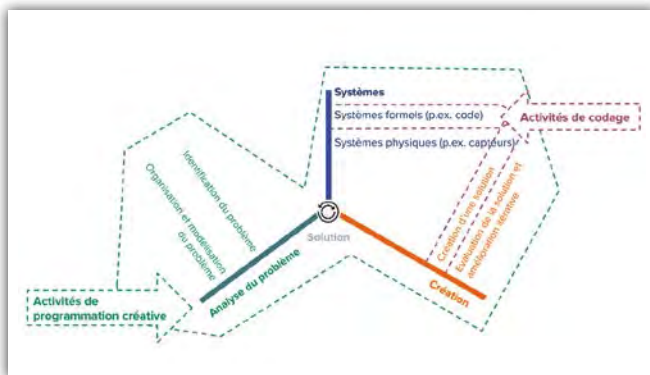 Systèmes
Systèmes formels (p.ex. code)
Systèmes physiques (p.ex. capteurs)
Activités de codage
Identification du problème
Organisation et modélisation
du problème
Analyse du problème
Solution
Création d'une solution
Evaluation de la solution et
amélioration itérative
Création
Activités de
programmation créative